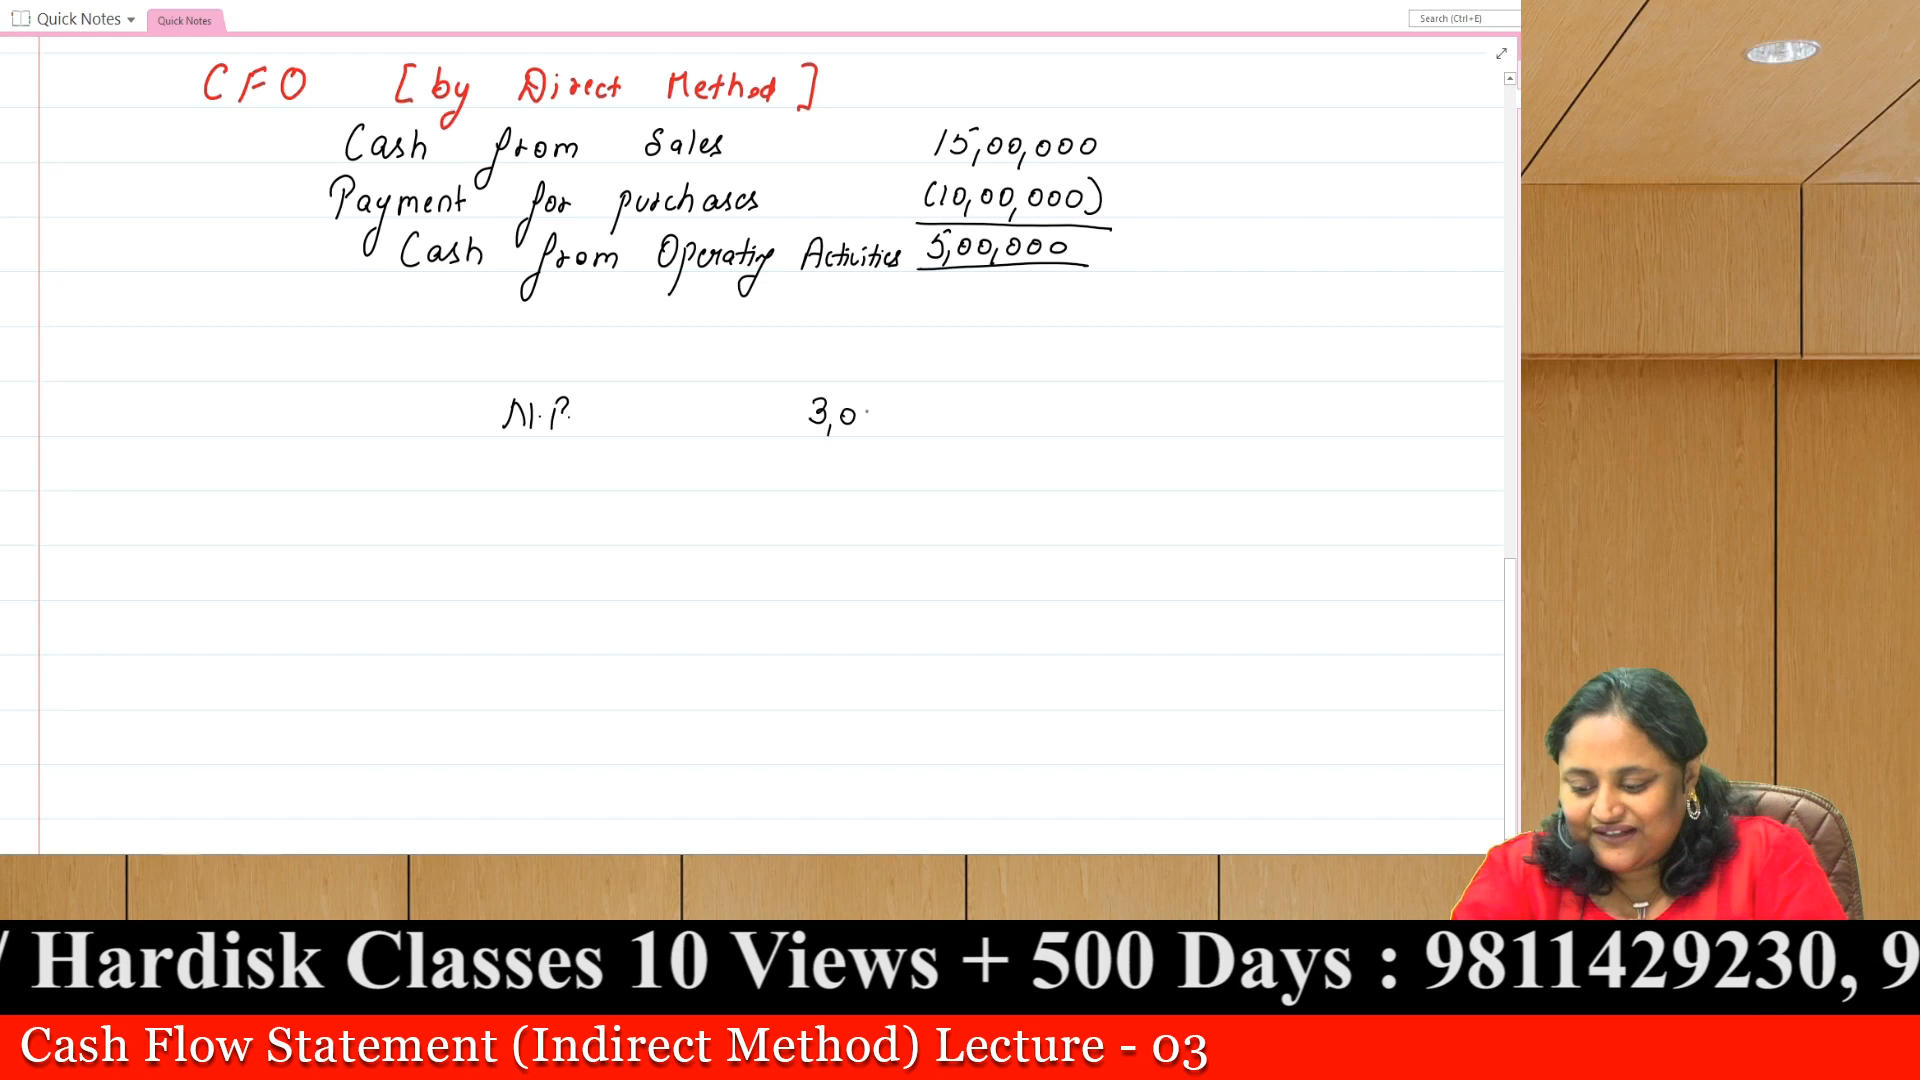 Quick Notes
Quick Notes
Search (Ctrl+E)
CFO [by Direct Method]
Cash from Sales 15,00,000
Payment for purchases (10,00,000)
Cash from Operating Activities 5,00,000
N.P. 3,0
/ Hardisk Classes 10 Views + 500 Days : 9811429230, 9
Cash Flow Statement (Indirect Method) Lecture - 03